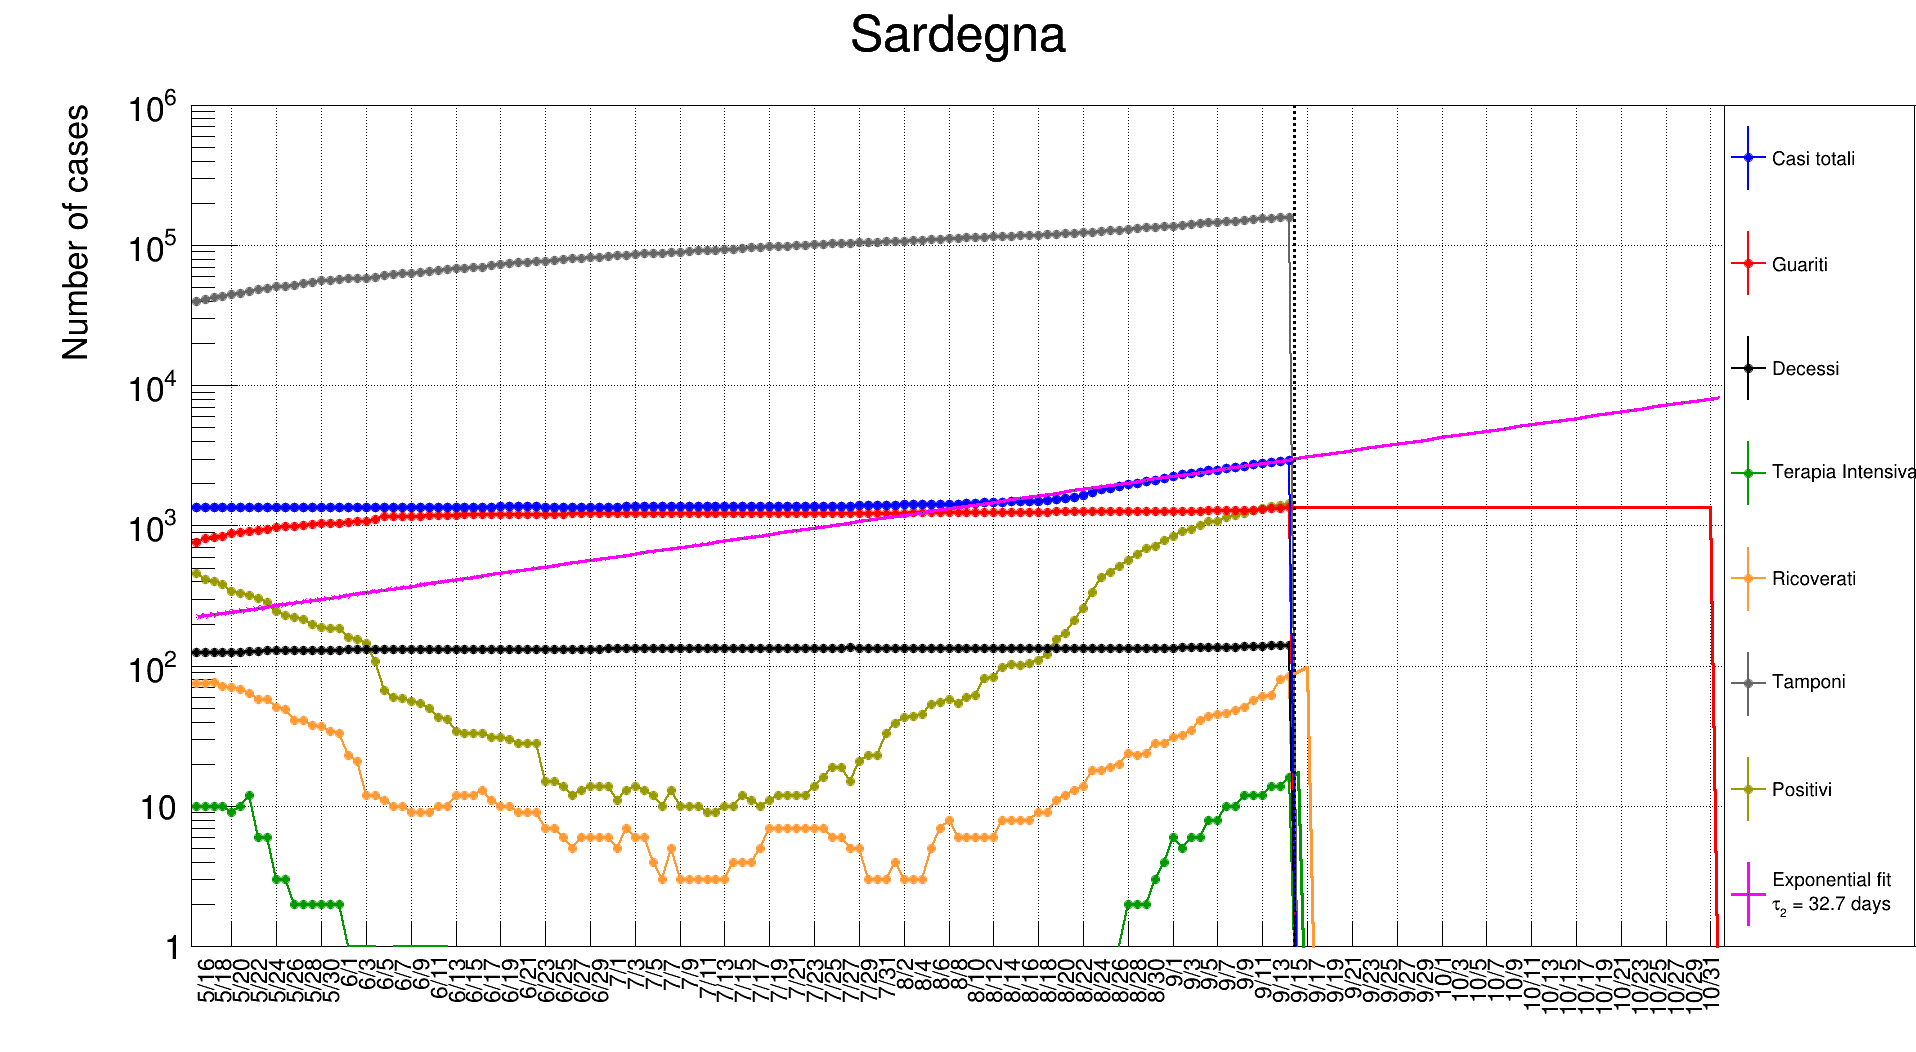 Sardegna
Number of cases
10^6
10^5
10^4
10^3
10^2
10
1
5/16 5/18 5/20 5/22 5/24 5/26 5/28 5/30 6/1 6/3 6/5 6/7 6/9 6/11 6/13 6/15 6/17 6/19 6/21 6/23 6/25 6/27 6/29 7/1 7/3 7/5 7/7 7/9 7/11 7/13 7/15 7/17 7/19 7/21 7/23 7/25 7/27 7/29 7/31 8/2 8/4 8/6 8/8 8/10 8/12 8/14 8/16 8/18 8/20 8/22 8/24 8/26 8/28 8/30 9/1 9/3 9/5 9/7 9/9 9/11 9/13 9/15 9/17 9/19 9/21 9/23 9/25 9/27 9/29 10/1 10/3 10/5 10/7 10/9 10/11 10/13 10/15 10/17 10/19 10/21 10/23 10/25 10/27 10/29 10/31
Casi totali
Guariti
Decessi
Terapia Intensiva
Ricoverati
Tamponi
Positivi
Exponential fit
τ₂ = 32.7 days